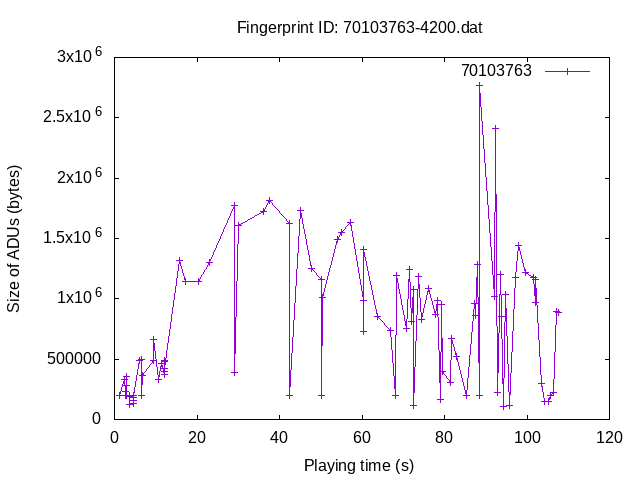 Fingerprint ID: 70103763-4200.dat
70103763
3x10^6
2.5x10^6
2x10^6
1.5x10^6
1x10^6
500000
0
Size of ADUs (bytes)
0 20 40 60 80 100 120
Playing time (s)